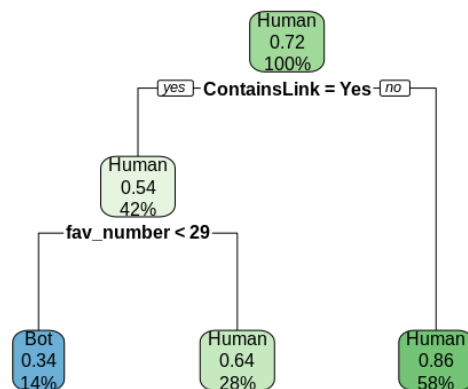 Human
0.72
100%
yes ContainsLink = Yes no
Human
0.54
42%
fav_number < 29
Bot
0.34
14%
Human
0.64
28%
Human
0.86
58%